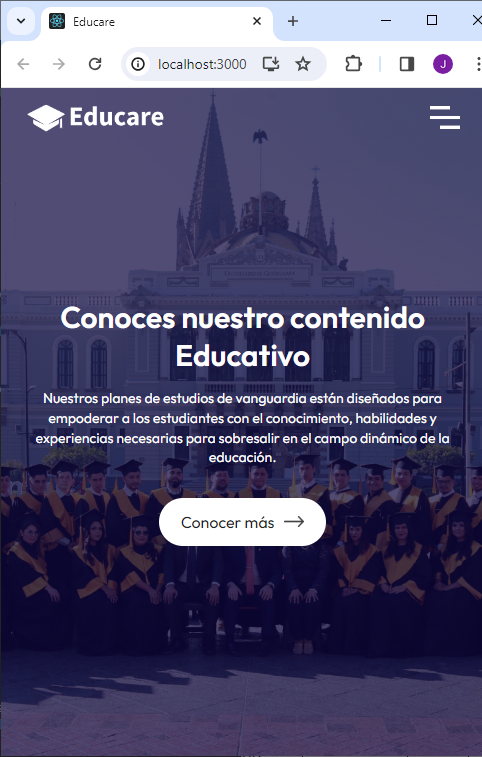 Educare
localhost:3000
J
Educare
Conoces nuestro contenido
Educativo
Nuestros planes de estudios de vanguardia están diseñados para
empoderar a los estudiantes con el conocimiento, habilidades y
experiencias necesarias para sobresalir en el campo dinámico de la
educación.
Conocer más